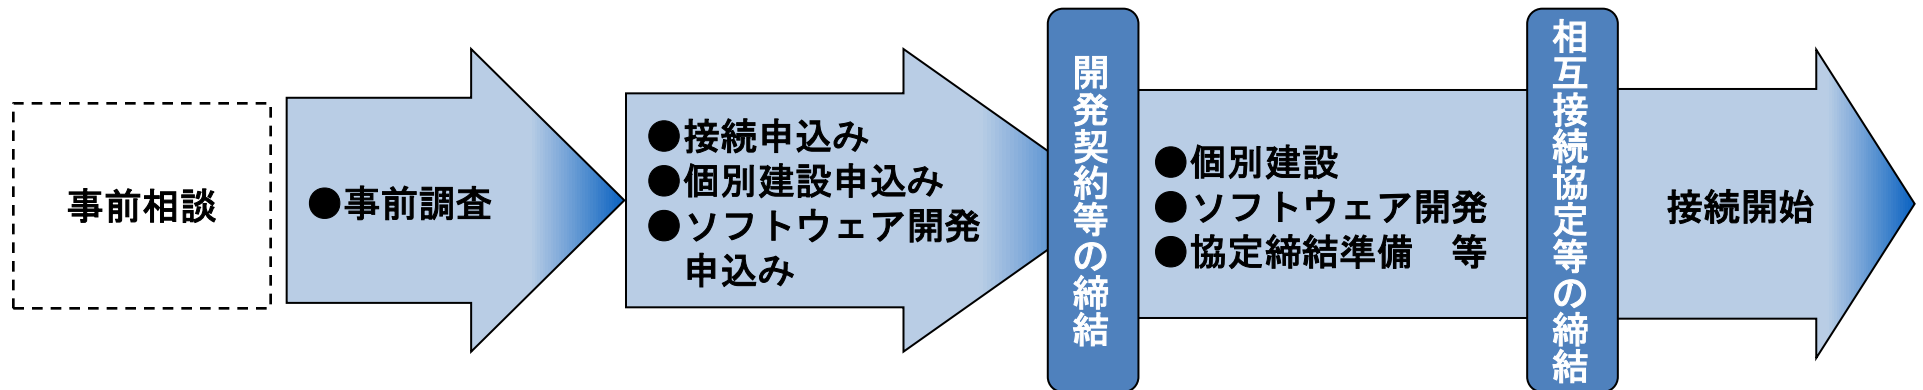 事前相談
●事前調査
●接続申込み
●個別建設申込み
●ソフトウェア開発
申込み
開発契約等の締結
●個別建設
●ソフトウェア開発
●協定締結準備　等
相互接続協定等の締結
接続開始